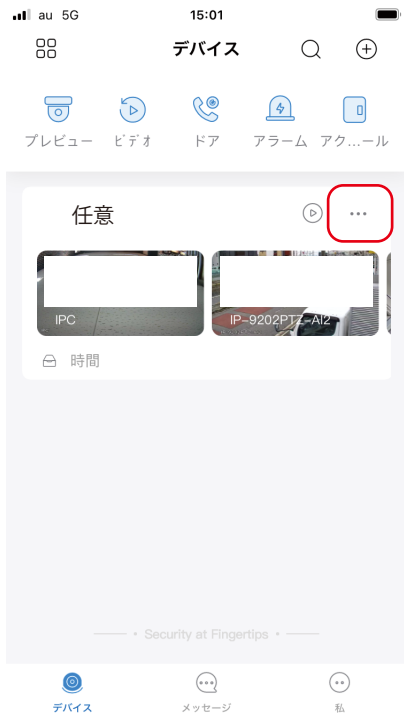 au 5G 15:01
デバイス
プレビュー ビデオ ドア アラーム アク...ール
任意
IPC IP-9202PTZ-AI2
時間
Security at Fingertips
デバイス メッセージ 私